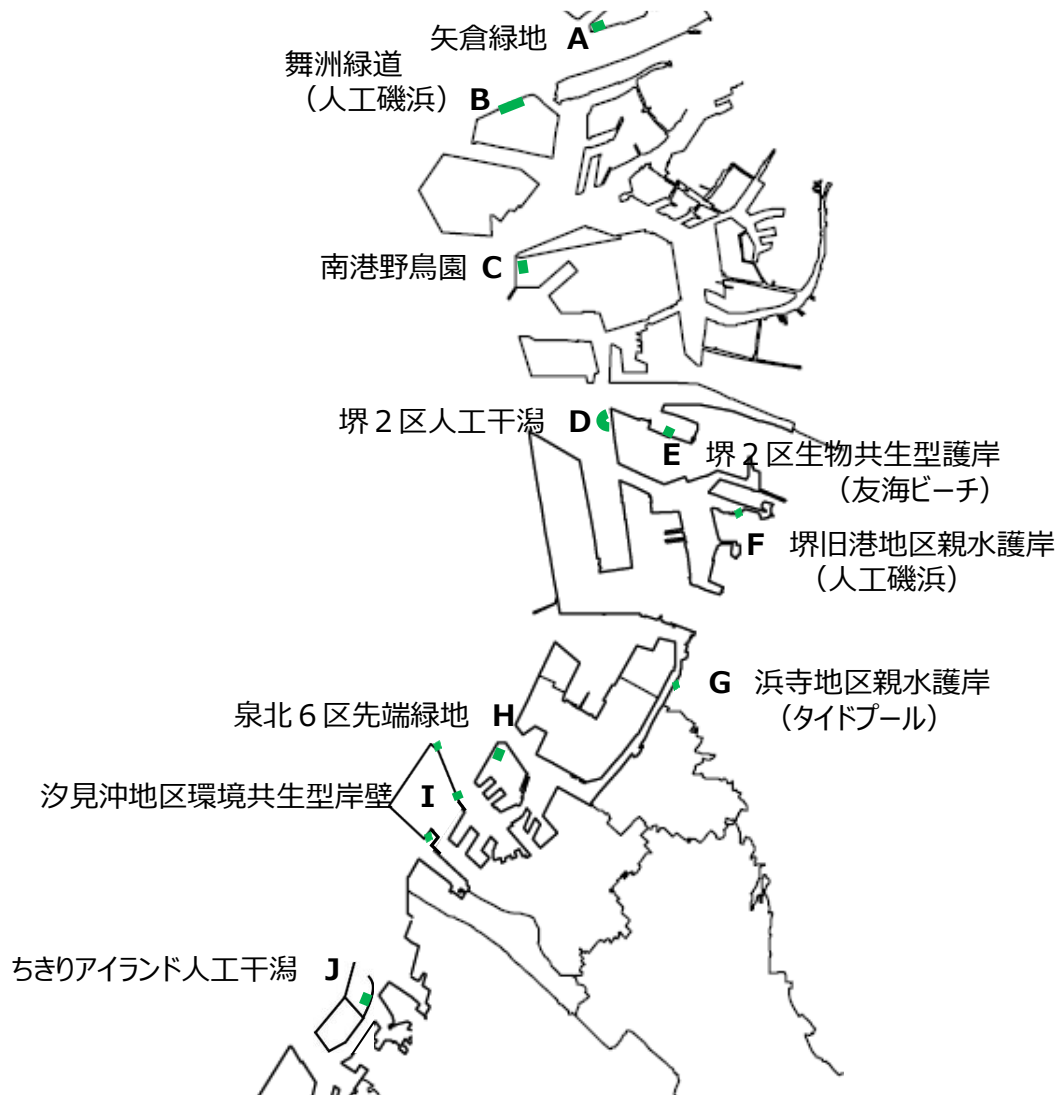 矢倉緑地 A
舞洲緑道
（人工磯浜） B
南港野鳥園 C
堺２区人工干潟 D
E 堺２区生物共生型護岸
（友海ビーチ）
F 堺旧港地区親水護岸
（人工磯浜）
G 浜寺地区親水護岸
（タイドプール）
泉北６区先端緑地 H
汐見沖地区環境共生型岸壁 I
ちきりアイランド人工干潟 J